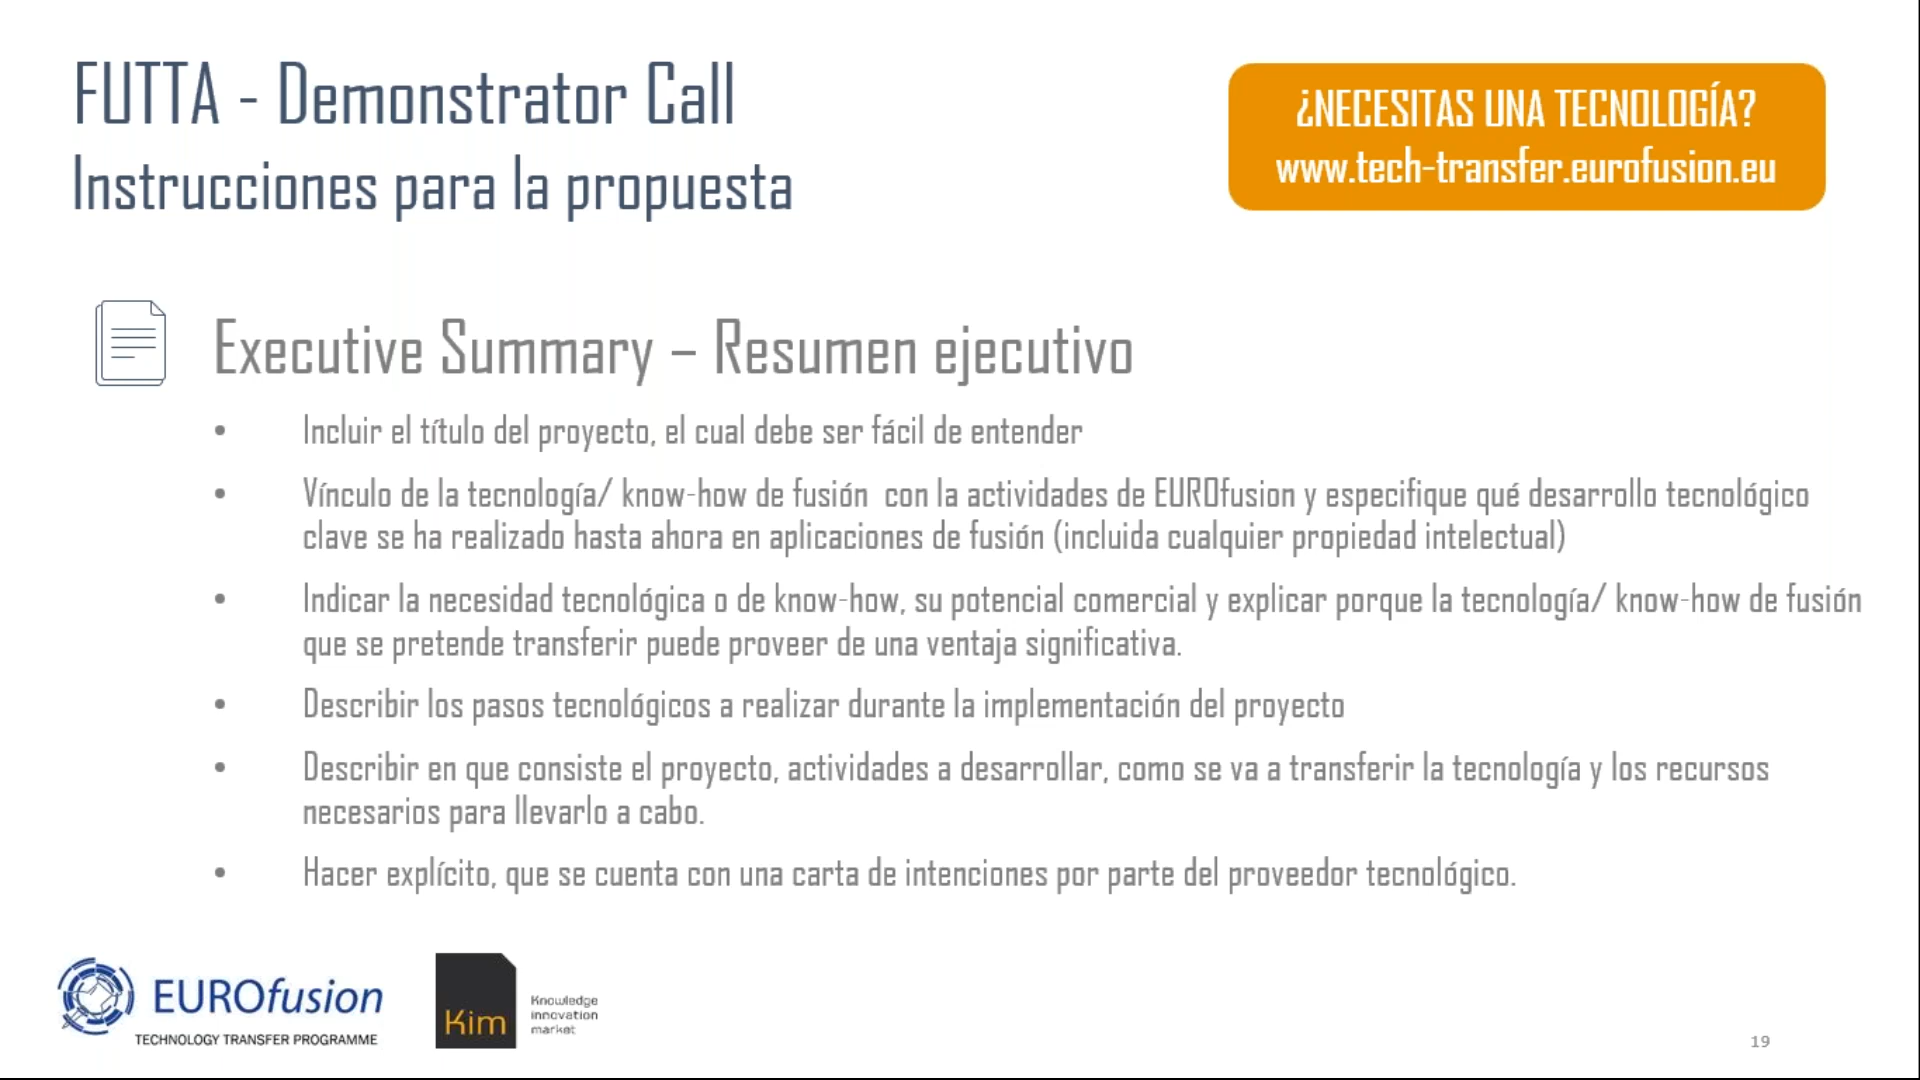 FUTTA - Demonstrator Call
Instrucciones para la propuesta
¿NECESITAS UNA TECNOLOGÍA?
www.tech-transfer.eurofusion.eu
Executive Summary – Resumen ejecutivo
• Incluir el título del proyecto, el cual debe ser fácil de entender
• Vínculo de la tecnología/ know-how de fusión con la actividades de EUROfusion y especifique qué desarrollo tecnológico
clave se ha realizado hasta ahora en aplicaciones de fusión (incluida cualquier propiedad intelectual)
• Indicar la necesidad tecnológica o de know-how, su potencial comercial y explicar porque la tecnología/ know-how de fusión
que se pretende transferir puede proveer de una ventaja significativa.
• Describir los pasos tecnológicos a realizar durante la implementación del proyecto
• Describir en que consiste el proyecto, actividades a desarrollar, como se va a transferir la tecnología y los recursos
necesarios para llevarlo a cabo.
• Hacer explícito, que se cuenta con una carta de intenciones por parte del proveedor tecnológico.
EUROfusion
TECHNOLOGY TRANSFER PROGRAMME
Kim
Knowledge
innovation
market
19